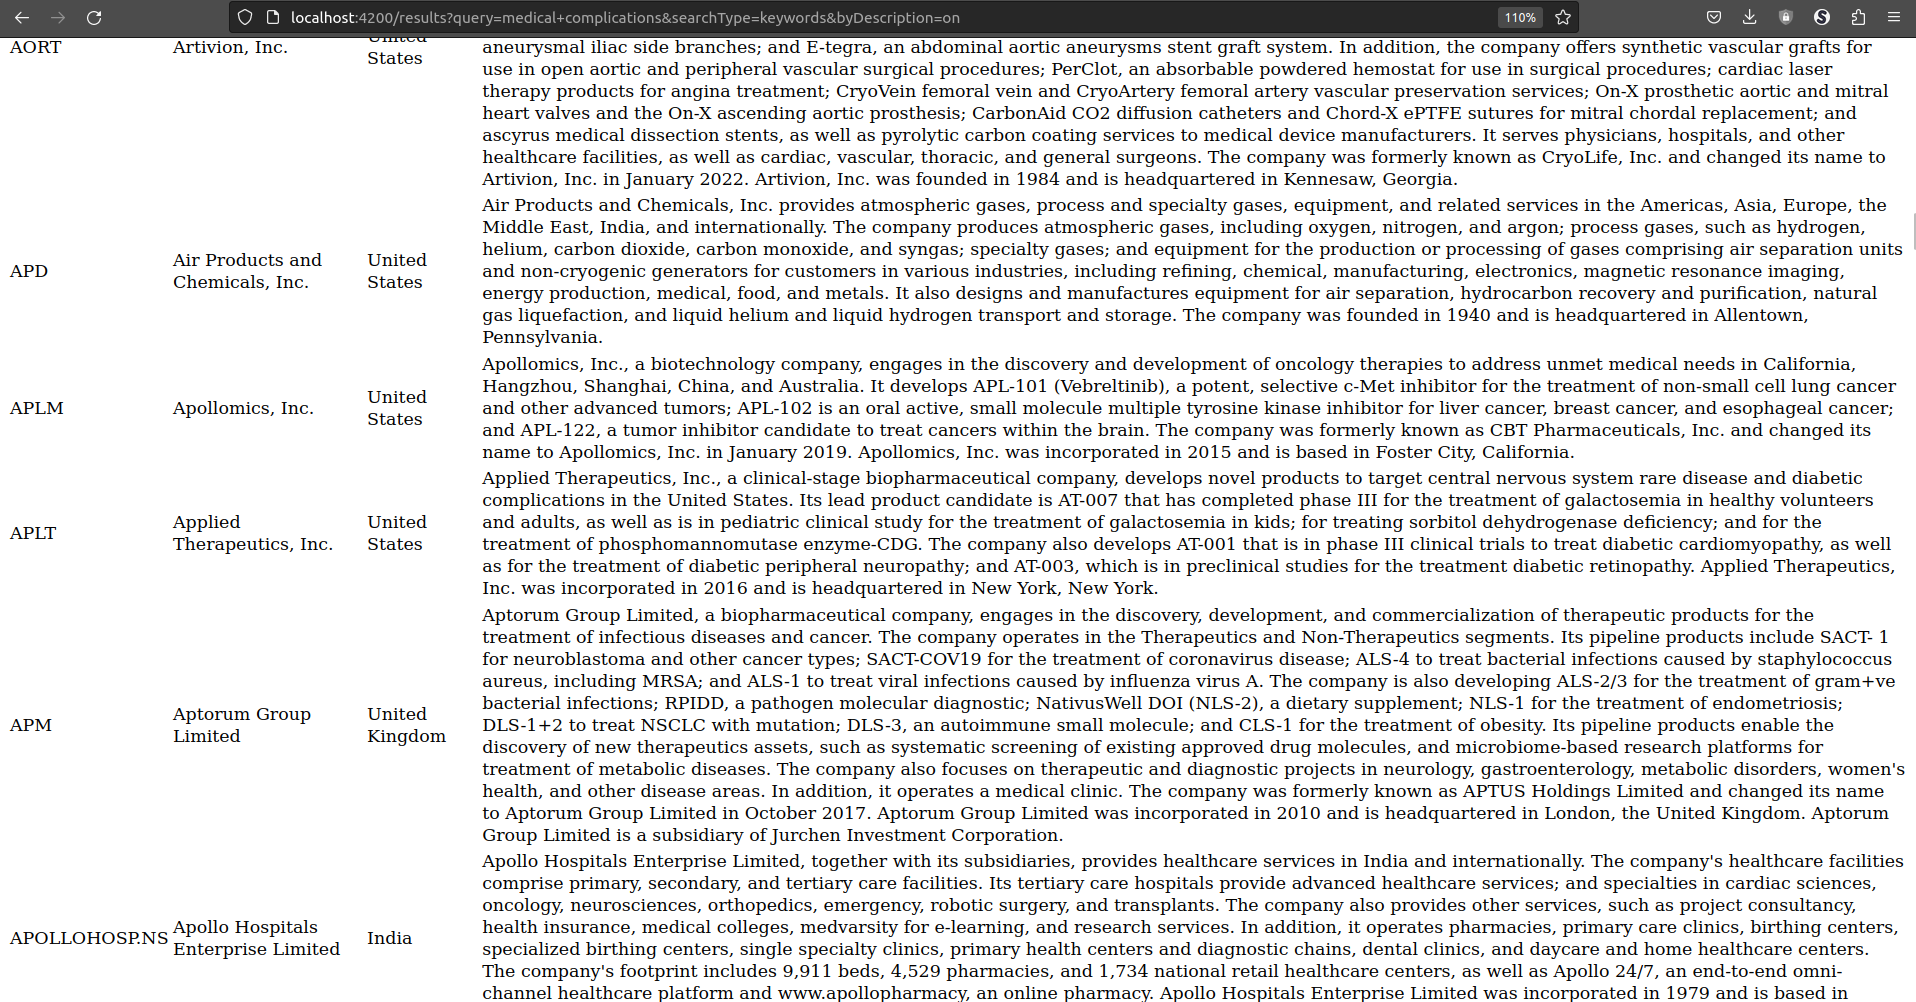 localhost:4200/results?query=medical+complications&searchType=keywords&byDescription=on
110%
AORT
Artivion, Inc.
United
States
aneurysmal iliac side branches; and E-tegra, an abdominal aortic aneurysms stent graft system. In addition, the company offers synthetic vascular grafts for
use in open aortic and peripheral vascular surgical procedures; PerClot, an absorbable powdered hemostat for use in surgical procedures; cardiac laser
therapy products for angina treatment; CryoVein femoral vein and CryoArtery femoral artery vascular preservation services; On-X prosthetic aortic and mitral
heart valves and the On-X ascending aortic prosthesis; CarbonAid CO2 diffusion catheters and Chord-X ePTFE sutures for mitral chordal replacement; and
ascyrus medical dissection stents, as well as pyrolytic carbon coating services to medical device manufacturers. It serves physicians, hospitals, and other
healthcare facilities, as well as cardiac, vascular, thoracic, and general surgeons. The company was formerly known as CryoLife, Inc. and changed its name to
Artivion, Inc. in January 2022. Artivion, Inc. was founded in 1984 and is headquartered in Kennesaw, Georgia.
APD
Air Products and
Chemicals, Inc.
United
States
Air Products and Chemicals, Inc. provides atmospheric gases, process and specialty gases, equipment, and related services in the Americas, Asia, Europe, the
Middle East, India, and internationally. The company produces atmospheric gases, including oxygen, nitrogen, and argon; process gases, such as hydrogen,
helium, carbon dioxide, carbon monoxide, and syngas; specialty gases; and equipment for the production or processing of gases comprising air separation units
and non-cryogenic generators for customers in various industries, including refining, chemical, manufacturing, electronics, magnetic resonance imaging,
energy production, medical, food, and metals. It also designs and manufactures equipment for air separation, hydrocarbon recovery and purification, natural
gas liquefaction, and liquid helium and liquid hydrogen transport and storage. The company was founded in 1940 and is headquartered in Allentown,
Pennsylvania.
APLM
Apollomics, Inc.
United
States
Apollomics, Inc., a biotechnology company, engages in the discovery and development of oncology therapies to address unmet medical needs in California,
Hangzhou, Shanghai, China, and Australia. It develops APL-101 (Vebreltinib), a potent, selective c-Met inhibitor for the treatment of non-small cell lung cancer
and other advanced tumors; APL-102 is an oral active, small molecule multiple tyrosine kinase inhibitor for liver cancer, breast cancer, and esophageal cancer;
and APL-122, a tumor inhibitor candidate to treat cancers within the brain. The company was formerly known as CBT Pharmaceuticals, Inc. and changed its
name to Apollomics, Inc. in January 2019. Apollomics, Inc. was incorporated in 2015 and is based in Foster City, California.
APLT
Applied
Therapeutics, Inc.
United
States
Applied Therapeutics, Inc., a clinical-stage biopharmaceutical company, develops novel products to target central nervous system rare disease and diabetic
complications in the United States. Its lead product candidate is AT-007 that has completed phase III for the treatment of galactosemia in healthy volunteers
and adults, as well as is in pediatric clinical study for the treatment of galactosemia in kids; for treating sorbitol dehydrogenase deficiency; and for the
treatment of phosphomannomutase enzyme-CDG. The company also develops AT-001 that is in phase III clinical trials to treat diabetic cardiomyopathy, as well
as for the treatment of diabetic peripheral neuropathy; and AT-003, which is in preclinical studies for the treatment diabetic retinopathy. Applied Therapeutics,
Inc. was incorporated in 2016 and is headquartered in New York, New York.
APM
Aptorum Group
Limited
United
Kingdom
Aptorum Group Limited, a biopharmaceutical company, engages in the discovery, development, and commercialization of therapeutic products for the
treatment of infectious diseases and cancer. The company operates in the Therapeutics and Non-Therapeutics segments. Its pipeline products include SACT- 1
for neuroblastoma and other cancer types; SACT-COV19 for the treatment of coronavirus disease; ALS-4 to treat bacterial infections caused by staphylococcus
aureus, including MRSA; and ALS-1 to treat viral infections caused by influenza virus A. The company is also developing ALS-2/3 for the treatment of gram+ve
bacterial infections; RPIDD, a pathogen molecular diagnostic; NativusWell DOI (NLS-2), a dietary supplement; NLS-1 for the treatment of endometriosis;
DLS-1+2 to treat NSCLC with mutation; DLS-3, an autoimmune small molecule; and CLS-1 for the treatment of obesity. Its pipeline products enable the
discovery of new therapeutics assets, such as systematic screening of existing approved drug molecules, and microbiome-based research platforms for
treatment of metabolic diseases. The company also focuses on therapeutic and diagnostic projects in neurology, gastroenterology, metabolic disorders, women's
health, and other disease areas. In addition, it operates a medical clinic. The company was formerly known as APTUS Holdings Limited and changed its name
to Aptorum Group Limited in October 2017. Aptorum Group Limited was incorporated in 2010 and is headquartered in London, the United Kingdom. Aptorum
Group Limited is a subsidiary of Jurchen Investment Corporation.
APOLLOHOSP.NS
Apollo Hospitals
Enterprise Limited
India
Apollo Hospitals Enterprise Limited, together with its subsidiaries, provides healthcare services in India and internationally. The company's healthcare facilities
comprise primary, secondary, and tertiary care facilities. Its tertiary care hospitals provide advanced healthcare services; and specialties in cardiac sciences,
oncology, neurosciences, orthopedics, emergency, robotic surgery, and transplants. The company also provides other services, such as project consultancy,
health insurance, medical colleges, medvarsity for e-learning, and research services. In addition, it operates pharmacies, primary care clinics, birthing centers,
specialized birthing centers, single specialty clinics, primary health centers and diagnostic chains, dental clinics, and daycare and home healthcare centers.
The company's footprint includes 9,911 beds, 4,529 pharmacies, and 1,734 national retail healthcare centers, as well as Apollo 24/7, an end-to-end omni-
channel healthcare platform and www.apollopharmacy, an online pharmacy. Apollo Hospitals Enterprise Limited was incorporated in 1979 and is based in